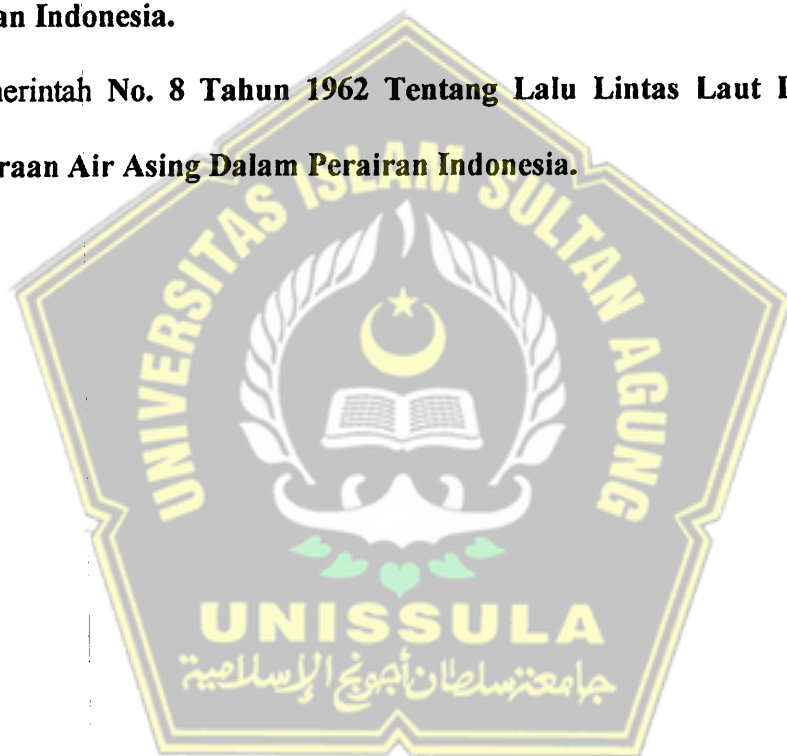 an Indonesia.
erintah No. 8 Tahun 1962 Tentang Lalu Lintas Laut
raan Air Asing Dalam Perairan Indonesia.
UNIVERSITAS ISLAM SULTAN AGUNG
UNISSULA
جامعة سلطان أجونج الإسلامية